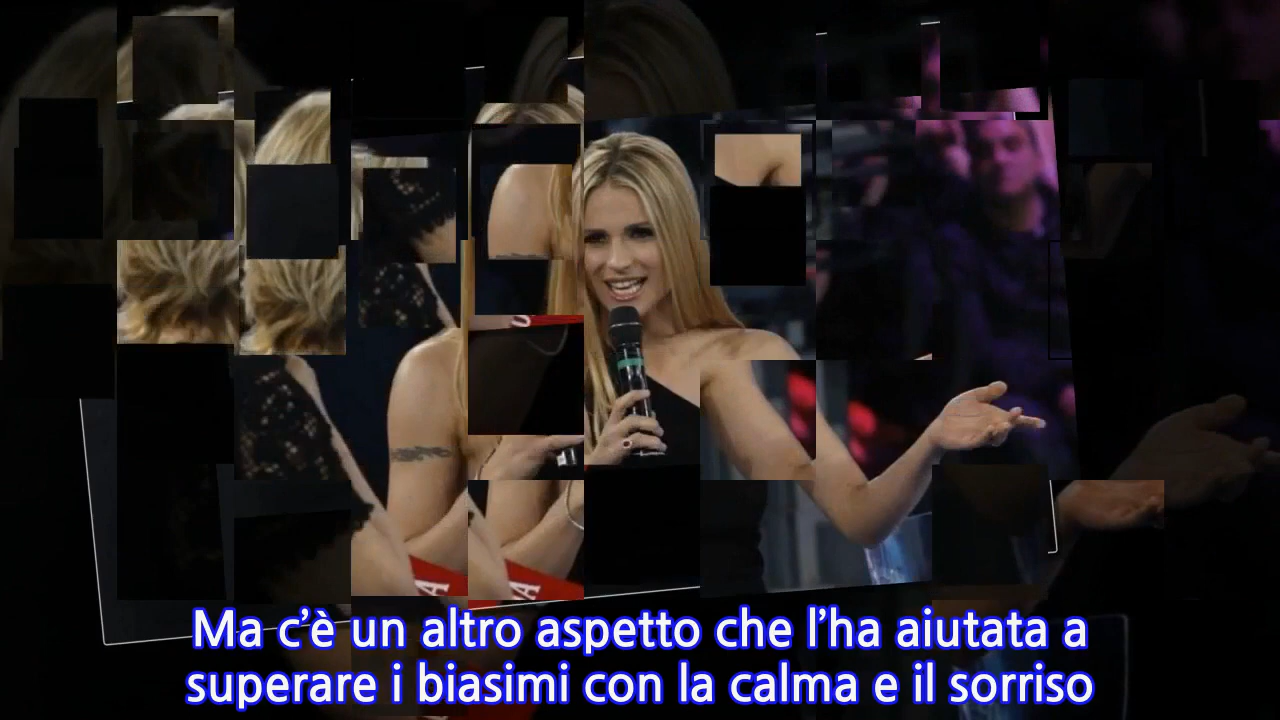 Ma c’è un altro aspetto che l’ha aiutata a
superare i biasimi con la calma e il sorriso